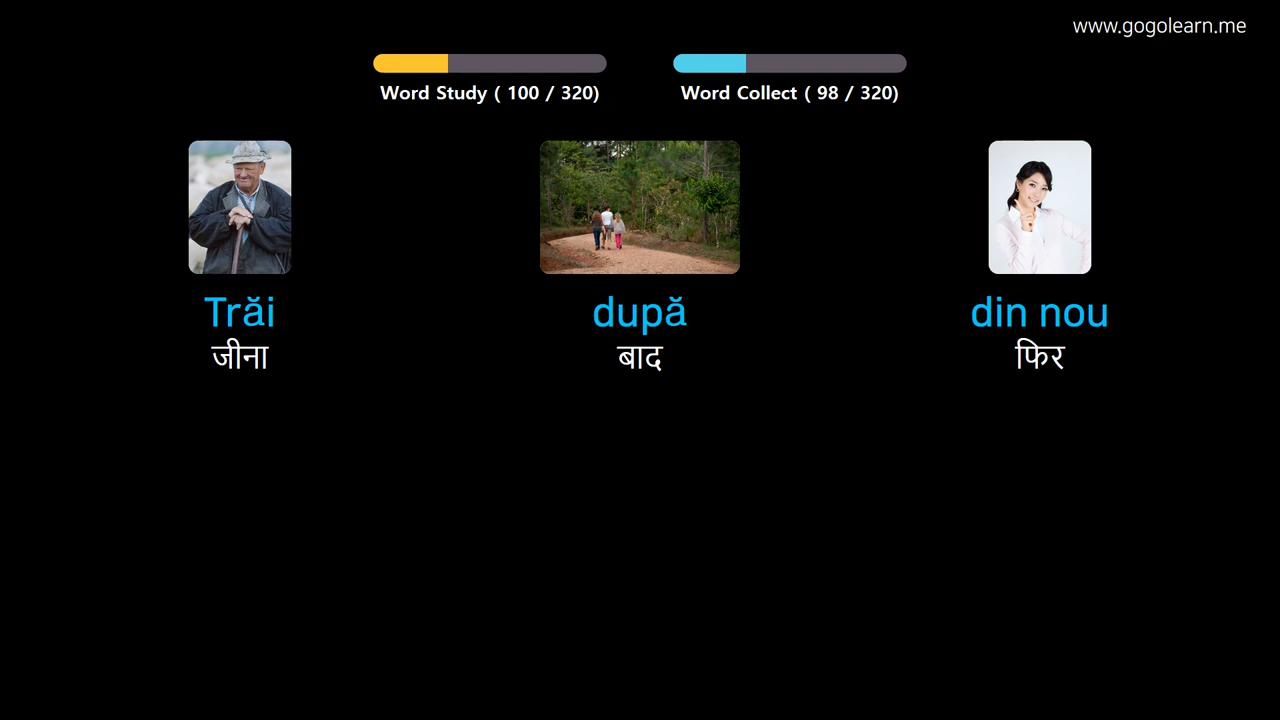 www.gogolearn.me
Word Study ( 100 / 320)
Word Collect ( 98 / 320)
Trăi
जीना
după
बाद
din nou
फिर